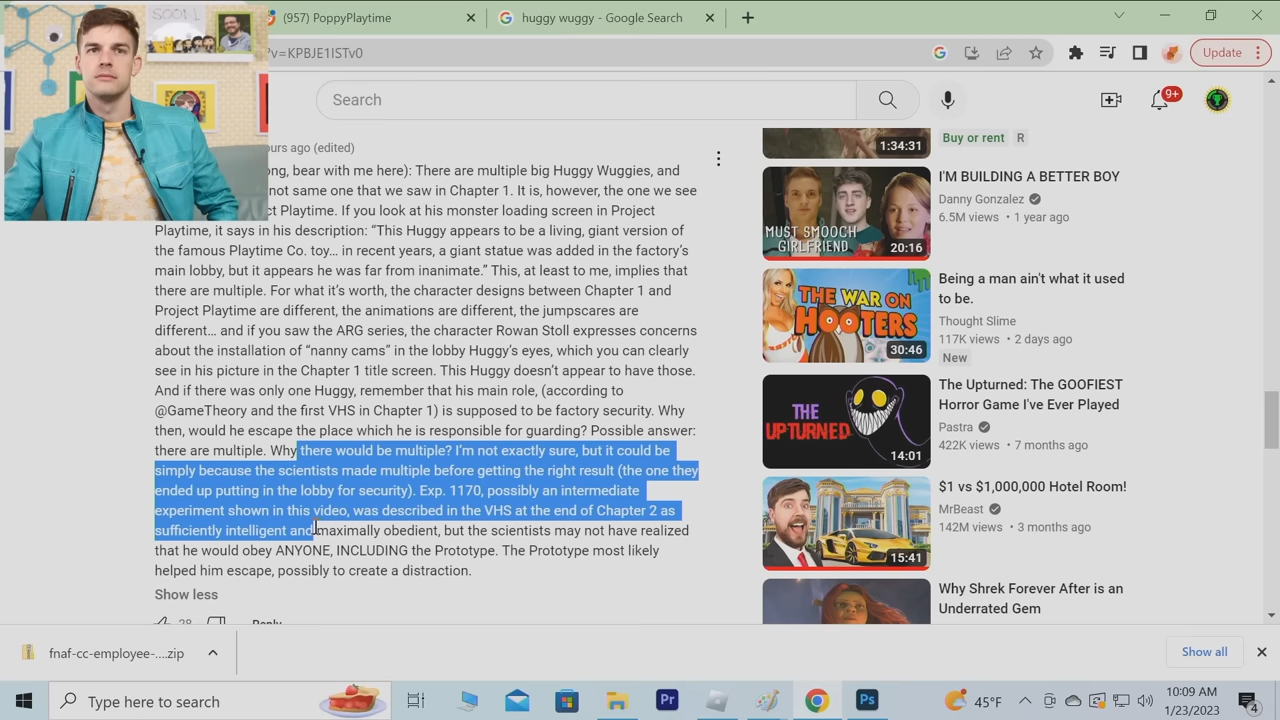 (957) PoppyPlaytime
huggy wuggy - Google Search
?v=KPBJE1ISTv0
Update
Search
9+
ours ago (edited)
ong, bear with me here): There are multiple big Huggy Wuggies, and
not same one that we saw in Chapter 1. It is, however, the one we see
ct Playtime. If you look at his monster loading screen in Project
Playtime, it says in his description: “This Huggy appears to be a living, giant version of
the famous Playtime Co. toy… in recent years, a giant statue was added in the factory’s
main lobby, but it appears he was far from inanimate.” This, at least to me, implies that
there are multiple. For what it’s worth, the character designs between Chapter 1 and
Project Playtime are different, the animations are different, the jumpscares are
different… and if you saw the ARG series, the character Rowan Stoll expresses concerns
about the installation of “nanny cams” in the lobby Huggy’s eyes, which you can clearly
see in his picture in the Chapter 1 title screen. This Huggy doesn’t appear to have those.
And if there was only one Huggy, remember that his main role, (according to
@GameTheory and the first VHS in Chapter 1) is supposed to be factory security. Why
then, would he escape the place which he is responsible for guarding? Possible answer:
there are multiple. Why there would be multiple? I’m not exactly sure, but it could be
simply because the scientists made multiple before getting the right result (the one they
ended up putting in the lobby for security). Exp. 1170, possibly an intermediate
experiment shown in this video, was described in the VHS at the end of Chapter 2 as
sufficiently intelligent and maximally obedient, but the scientists may not have realized
that he would obey ANYONE, INCLUDING the Prototype. The Prototype most likely
helped him escape, possibly to create a distraction.
Show less
28
Reply
1:34:31
Buy or rent R
MUST SMOOCH
GIRLFRIEND
20:16
I'M BUILDING A BETTER BOY
Danny Gonzalez
6.5M views • 1 year ago
THE WAR ON
HOOTERS
30:46
Being a man ain't what it used
to be.
Thought Slime
117K views • 2 days ago
New
THE
UPTURNED
14:01
The Upturned: The GOOFIEST
Horror Game I've Ever Played
Pastra
422K views • 7 months ago
15:41
$1 vs $1,000,000 Hotel Room!
MrBeast
142M views • 3 months ago
Why Shrek Forever After is an
Underrated Gem
fnaf-cc-employee-....zip
Show all
Type here to search
Pr
Ps
45°F
10:09 AM
1/23/2023
4